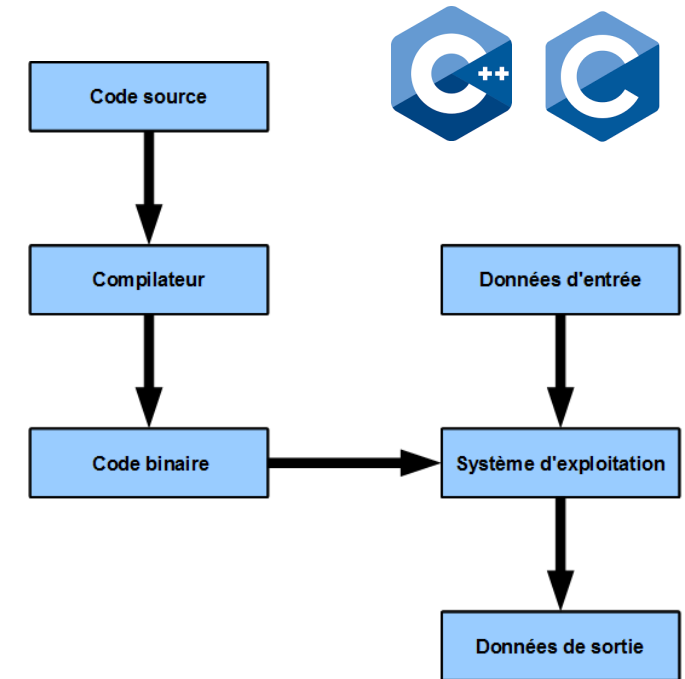 C++
C
Code source
Compilateur
Données d'entrée
Code binaire
Système d'exploitation
Données de sortie